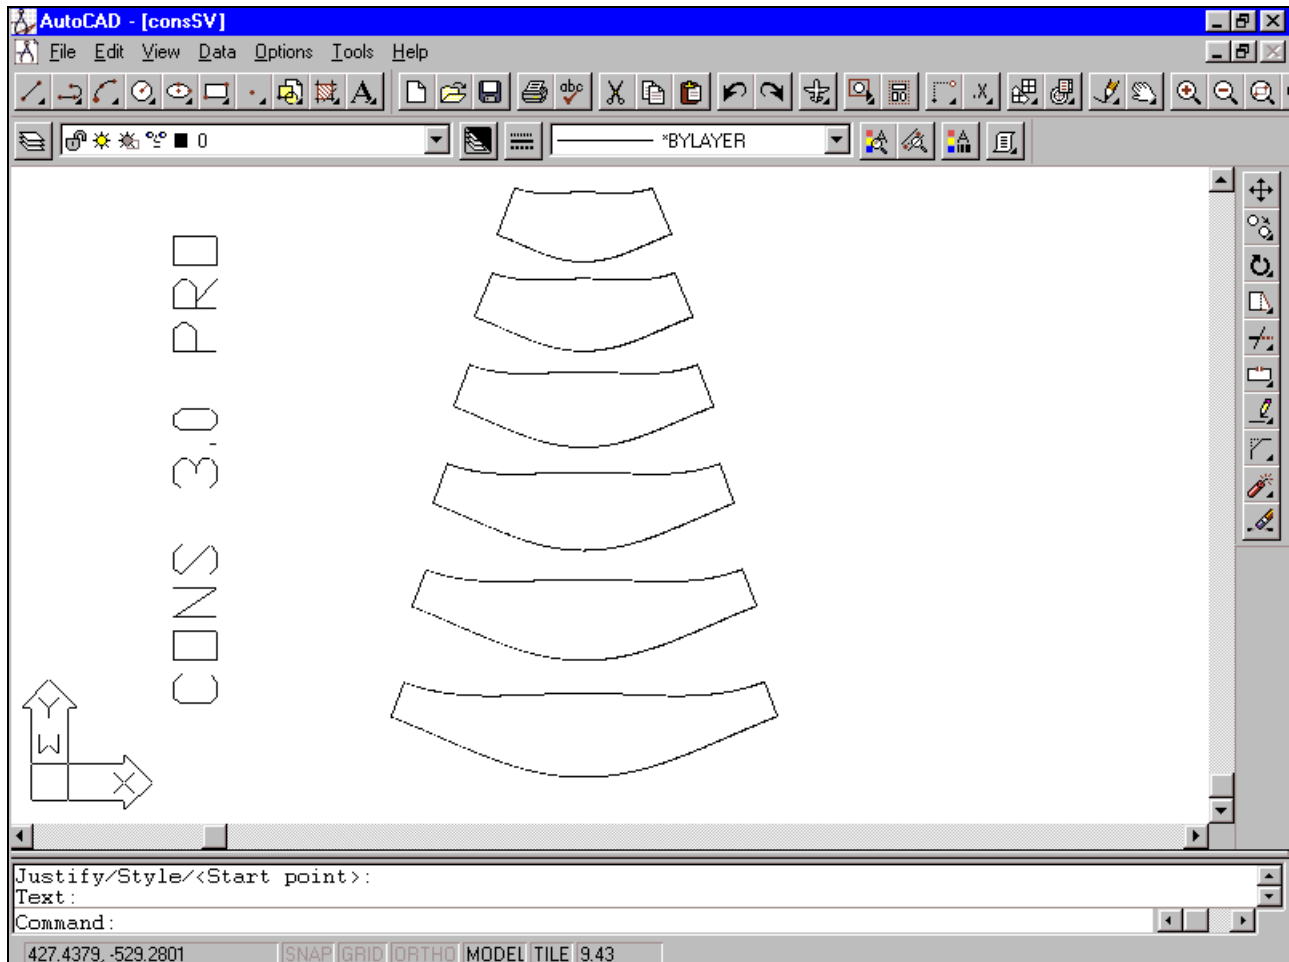 AutoCAD - [consSV]
File Edit View Data Options Tools Help
A abc .X
0 *BYLAYER
CONS 3.0 PRO
Y
W
X
Justify/Style/<Start point>:
Text:
Command:
427.4379, -529.2801 SNAP GRID ORTHO MODEL TILE 9.43